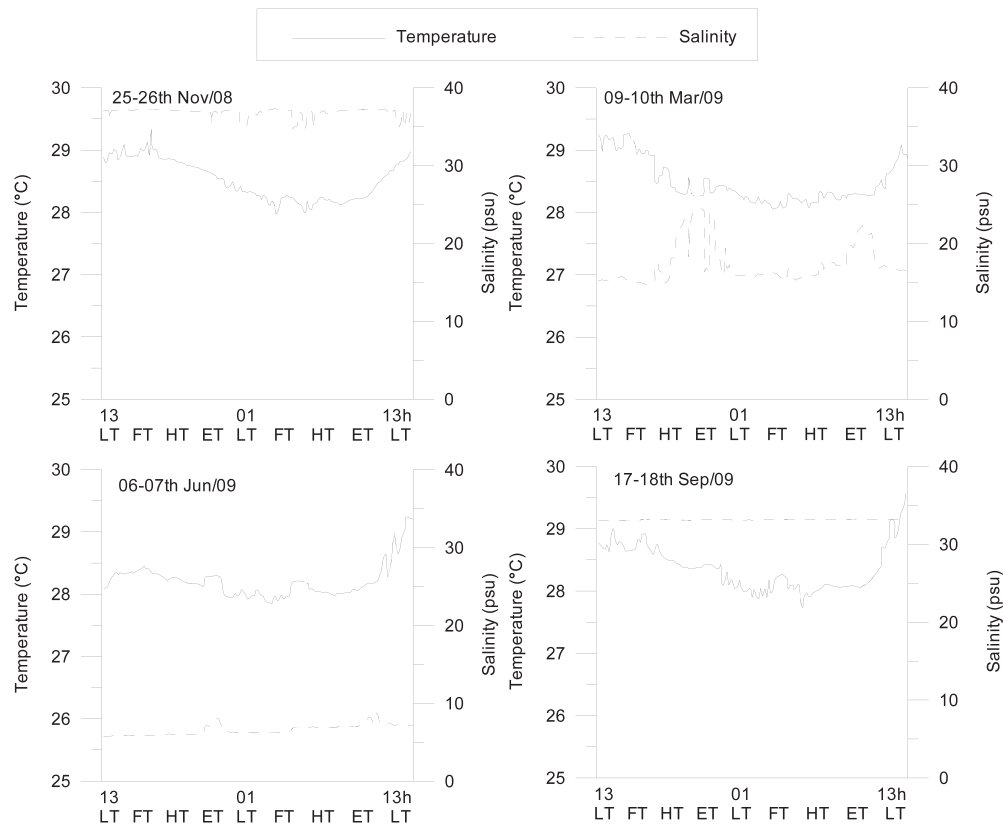 Temperature Salinity
25-26th Nov/08
30
29
28
27
26
25
Temperature (°C)
40
30
20
10
0
Salinity (psu)
13 01 13h
LT FT HT ET LT FT HT ET LT
09-10th Mar/09
30
29
28
27
26
25
Temperature (°C)
40
30
20
10
0
Salinity (psu)
13 01 13h
LT FT HT ET LT FT HT ET LT
06-07th Jun/09
30
29
28
27
26
25
Temperature (°C)
40
30
20
10
0
Salinity (psu)
13 01 13h
LT FT HT ET LT FT HT ET LT
17-18th Sep/09
30
29
28
27
26
25
Temperature (°C)
40
30
20
10
0
Salinity (psu)
13 01 13h
LT FT HT ET LT FT HT ET LT